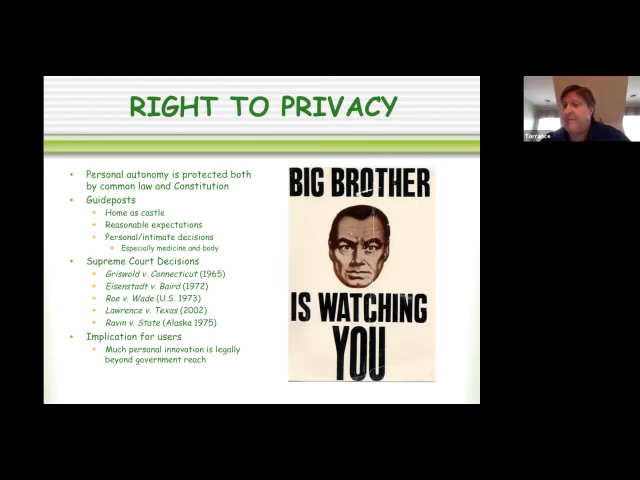 RIGHT TO PRIVACY
Personal autonomy is protected both
by common law and Constitution
Guideposts
Home as castle
Reasonable expectations
Personal/intimate decisions
Especially medicine and body
Supreme Court Decisions
Griswold v. Connecticut (1965)
Eisenstadt v. Baird (1972)
Roe v. Wade (U.S. 1973)
Lawrence v. Texas (2002)
Ravin v. State (Alaska 1975)
Implication for users
Much personal innovation is legally
beyond government reach
BIG BROTHER
IS WATCHING
YOU
Torrance